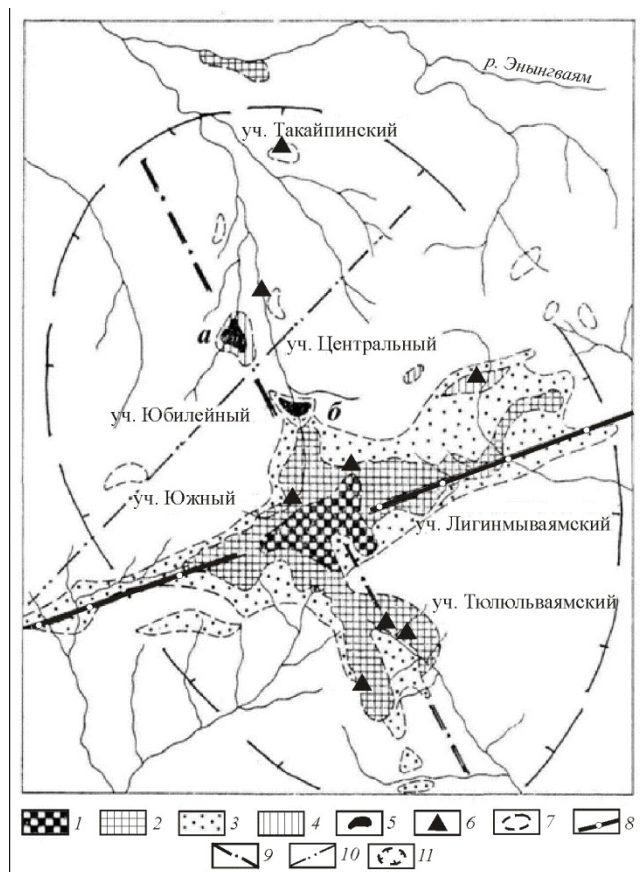 р. Энынгваям
уч. Такайпинский
а
уч. Центральный
уч. Юбилейный
б
уч. Южный
уч. Лигинмываямский
уч. Тюлюльваямский
1 2 3 4 5 6 7 8
9 10 11